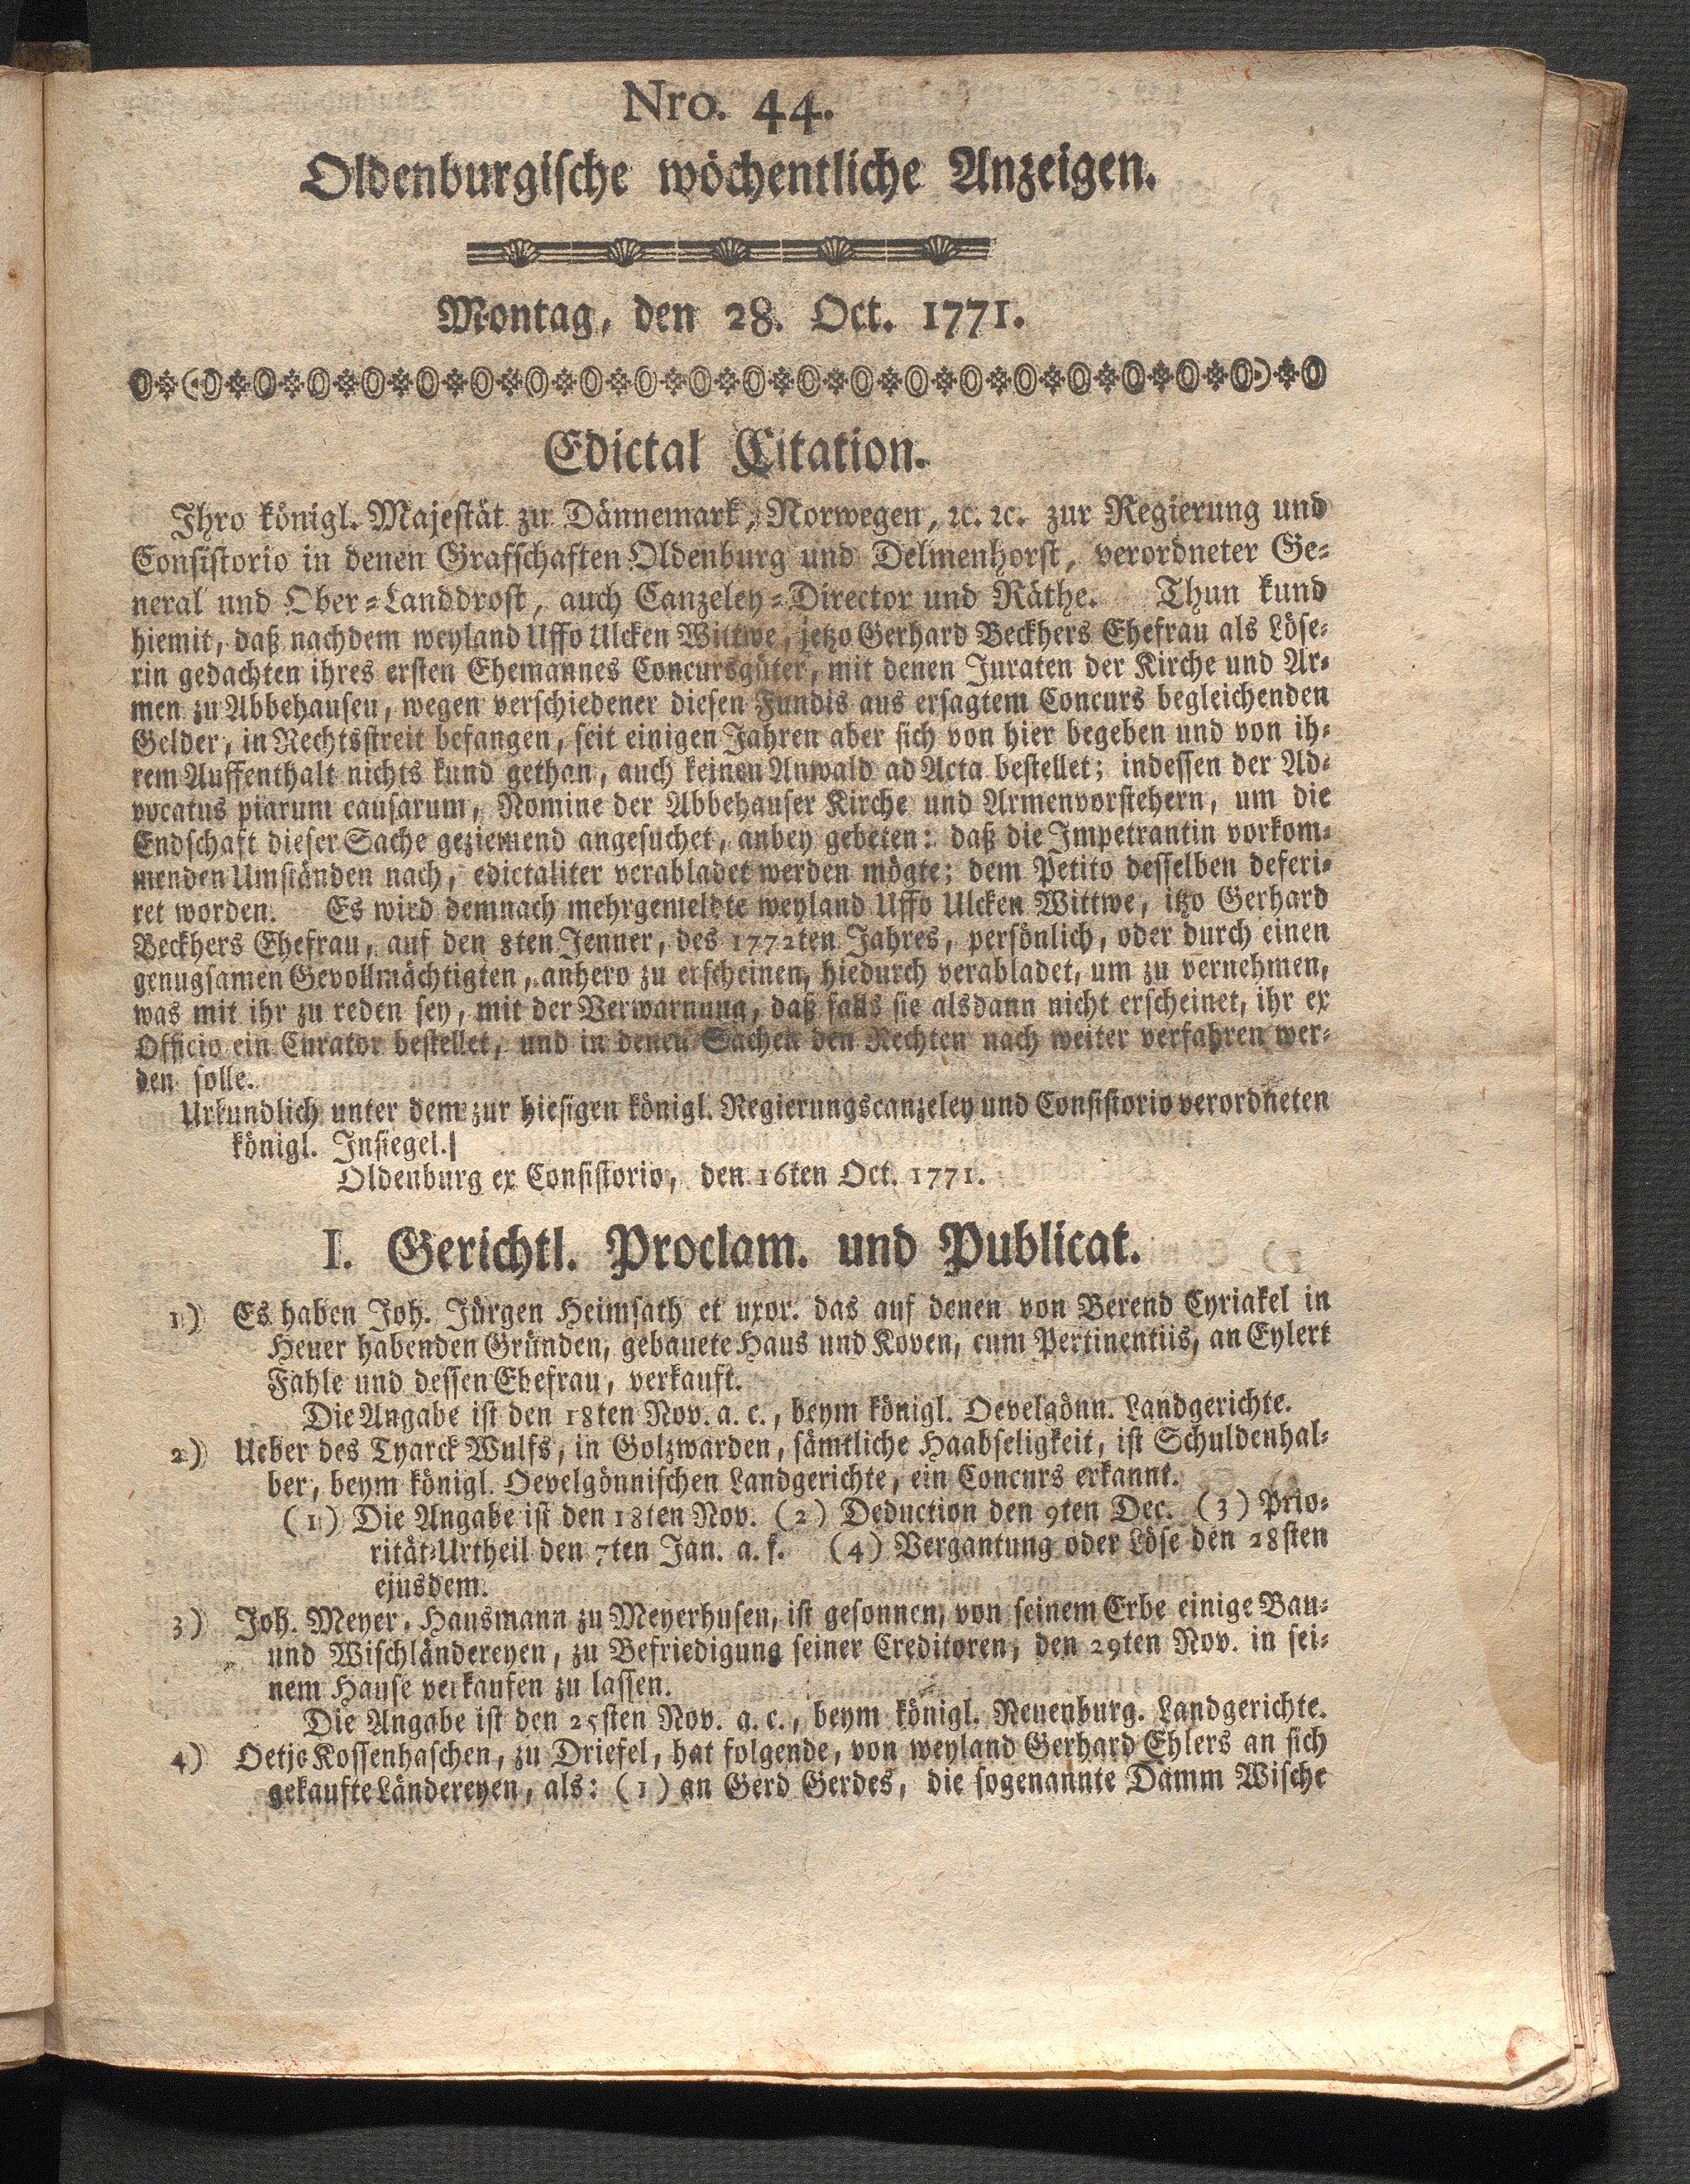 Nro. 44.
Oldenburgische wöchentliche Anzeigen.
Montag, den 28. Oct. 1771.
Edictal Citation.
Ihro königl. Majestät zu Dännemark, Norwegen, ꝛc. ꝛc. zur Regierung und
Consistorio in denen Grafschaften Oldenburg und Delmenhorst, verordneter Ge-
neral und Ober-Landdrost, auch Canzeley-Director und Räthe. Thun kund
hiemit, daß nachdem weyland Uffo Ulcken Wittwe, jetzo Gerhard Beckhers Ehefrau als Löse-
rin gedachten ihres ersten Ehemannes Concursgüter, mit denen Juraten der Kirche und Ar-
men zu Abbehausen, wegen verschiedener diesen Fundis aus ersagtem Concurs begleichenden
Gelder, in Rechtsstreit befangen, seit einigen Jahren aber sich von hier begeben und von ih-
rem Auffenthalt nichts kund gethan, auch keinen Anwald ad Acta bestellet; indessen der Ad-
vocatus piarum causarum, Nomine der Abbehauser Kirche und Armenvorstehern, um die
Endschaft dieser Sache geziemend angesuchet, anbey gebeten: daß die Impetrantin vorkom-
menden Umständen nach, edictaliter verabladet werden mögte; dem Petito desselben deferi-
ret worden. Es wird demnach mehrgemeldte weyland Uffo Ulcken Wittwe, itzo Gerhard
Beckhers Ehefrau, auf den 8ten Jenner, des 1772ten Jahres, persönlich, oder durch einen
genugsamen Gevollmächtigten, anhero zu erscheinen, hiedurch verabladet, um zu vernehmen,
was mit ihr zu reden sey, mit der Verwarnung, daß falls sie alsdann nicht erscheinet, ihr ex
Officio ein Curator bestellet, und in denen Sachen den Rechten nach weiter verfahren wer-
den solle.
Urkundlich unter dem zur hiesigen königl. Regierungscanzeley und Consistorio verordneten
königl. Insiegel.
Oldenburg ex Consistorio, den 16ten Oct. 1771.
I. Gerichtl. Proclam. und Publicat.
1) Es haben Joh. Jürgen Heimsath et uxor. das auf denen von Berend Cyriakel in
Heuer habenden Gründen, gebauete Haus und Koven, cum Pertinentiis, an Eylert
Fahle und dessen Ehefrau, verkauft.
Die Angabe ist den 18ten Nov. a. c., beym königl. Oevelgönn. Landgerichte.
2) Ueber des Tyarck Wulfs, in Golzwarden, sämtliche Haabseligkeit, ist Schuldenhal-
ber, beym königl. Oevelgönnischen Landgerichte, ein Concurs erkannt.
(1) Die Angabe ist den 18ten Nov. (2) Deduction den 9ten Dec. (3) Prio-
rität-Urtheil den 7ten Jan. a. f. (4) Vergantung oder Löse den 28sten
ejusdem.
3) Joh. Meyer, Hausmann zu Meyerhusen, ist gesonnen, von seinem Erbe einige Bau-
und Wischländereyen, zu Befriedigung seiner Creditoren, den 29ten Nov. in sei-
nem Hause verkaufen zu lassen.
Die Angabe ist den 25sten Nov. a. c., beym königl. Neuenburg. Landgerichte.
4) Oetje Kossenhaschen, zu Driefel, hat folgende, von weyland Gerhard Ehlers an sich
gekaufte Ländereyen, als: (1) an Gerd Gerdes, die sogenannte Damm Wische